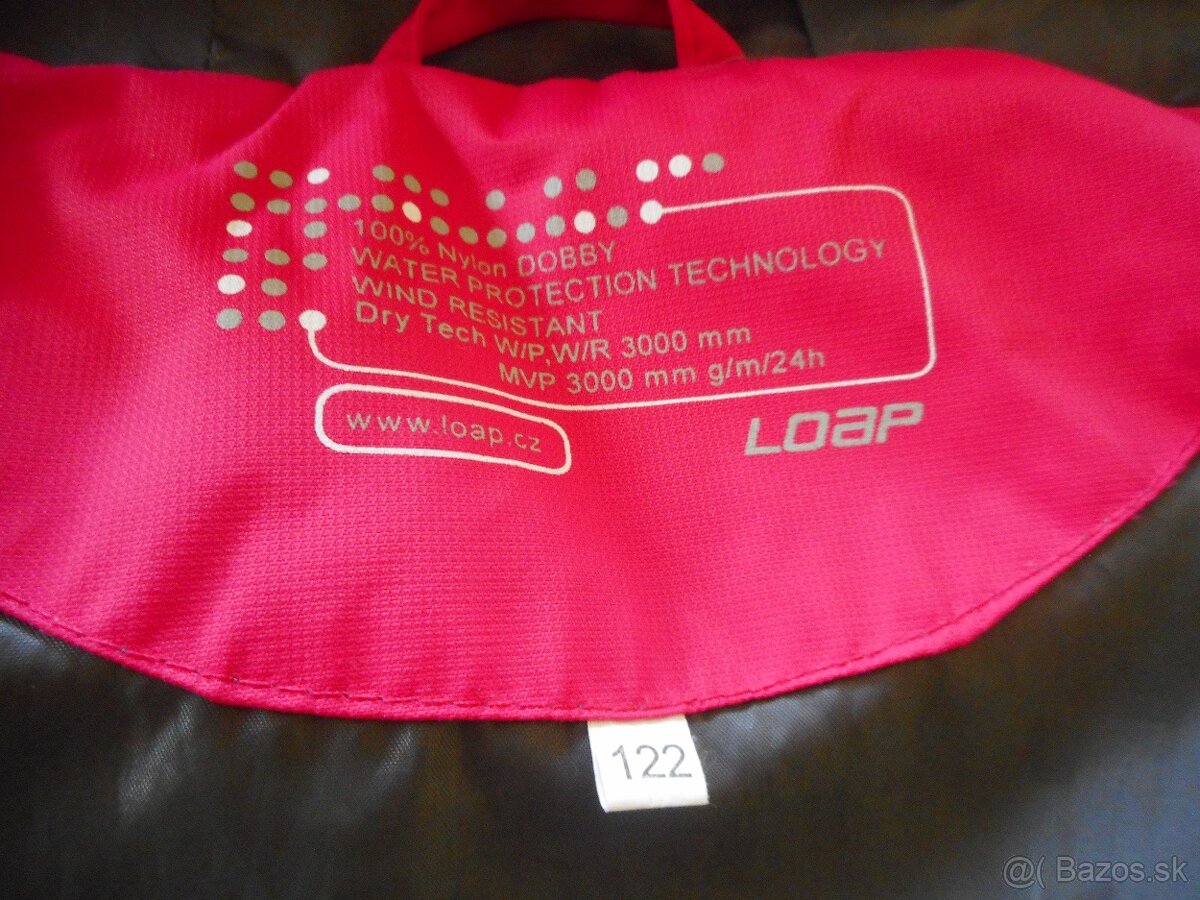 100% Nylon DOBBY
WATER PROTECTION TECHNOLOGY
WIND RESISTANT
Dry Tech W/P,W/R 3000 mm
MVP 3000 mm g/m/24h
www.loap.cz
LOAP
122
@( Bazos.sk